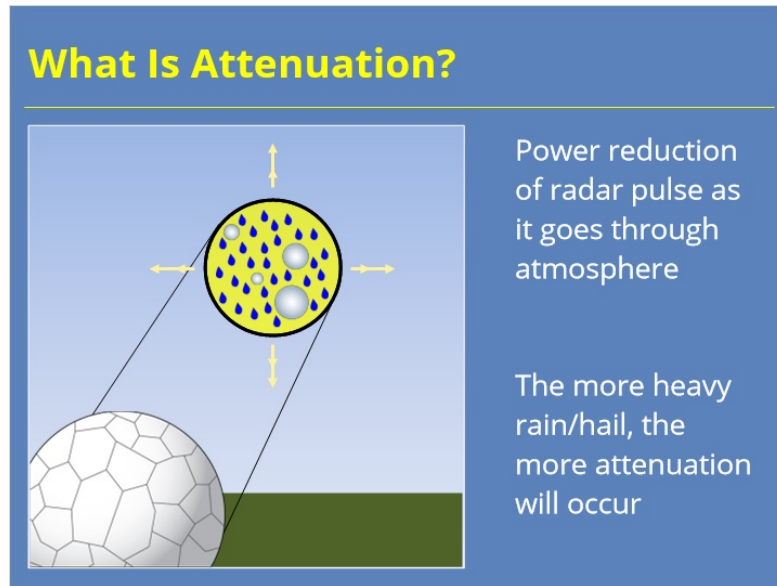 What Is Attenuation?
Power reduction
of radar pulse as
it goes through
atmosphere
The more heavy
rain/hail, the
more attenuation
will occur